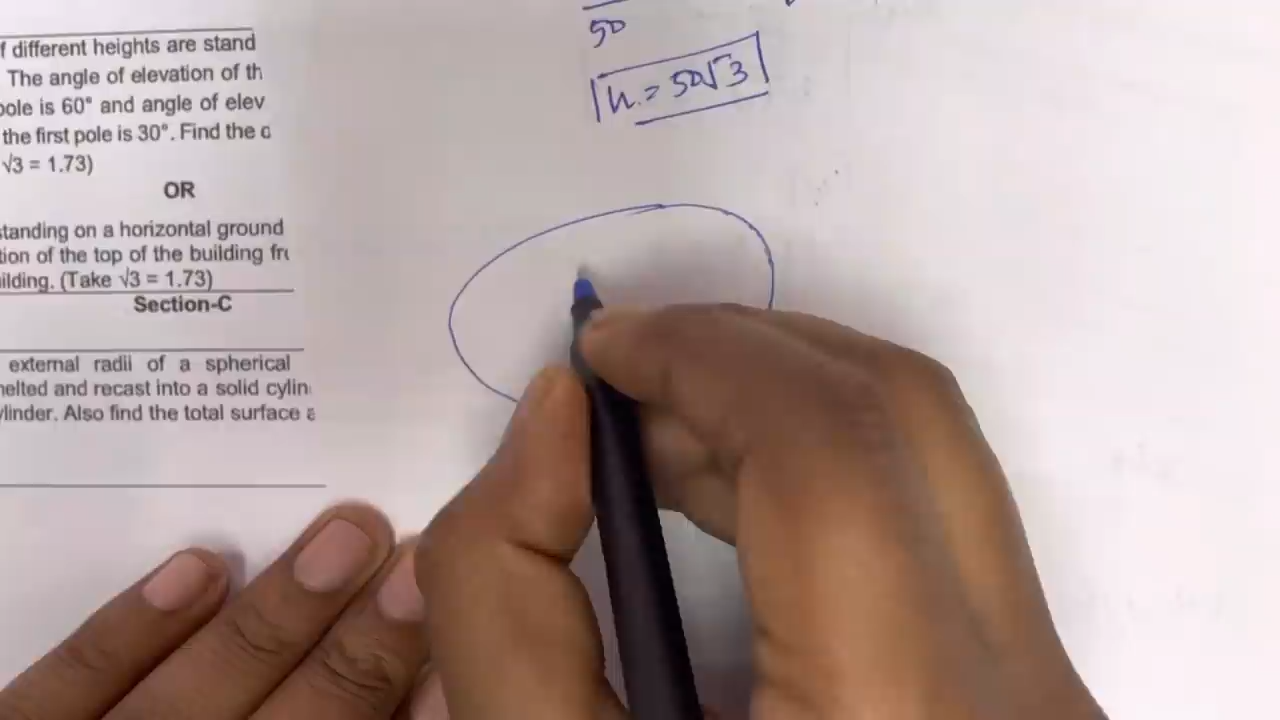 f different heights are stand
The angle of elevation of th
pole is 60° and angle of elev
the first pole is 30°. Find the
√3 = 1.73)
OR
standing on a horizontal ground
tion of the top of the building fr
ilding. (Take √3 = 1.73)
Section-C
external radii of a spherical
melted and recast into a solid cylin
ylinder. Also find the total surface a
50
h = 50√3